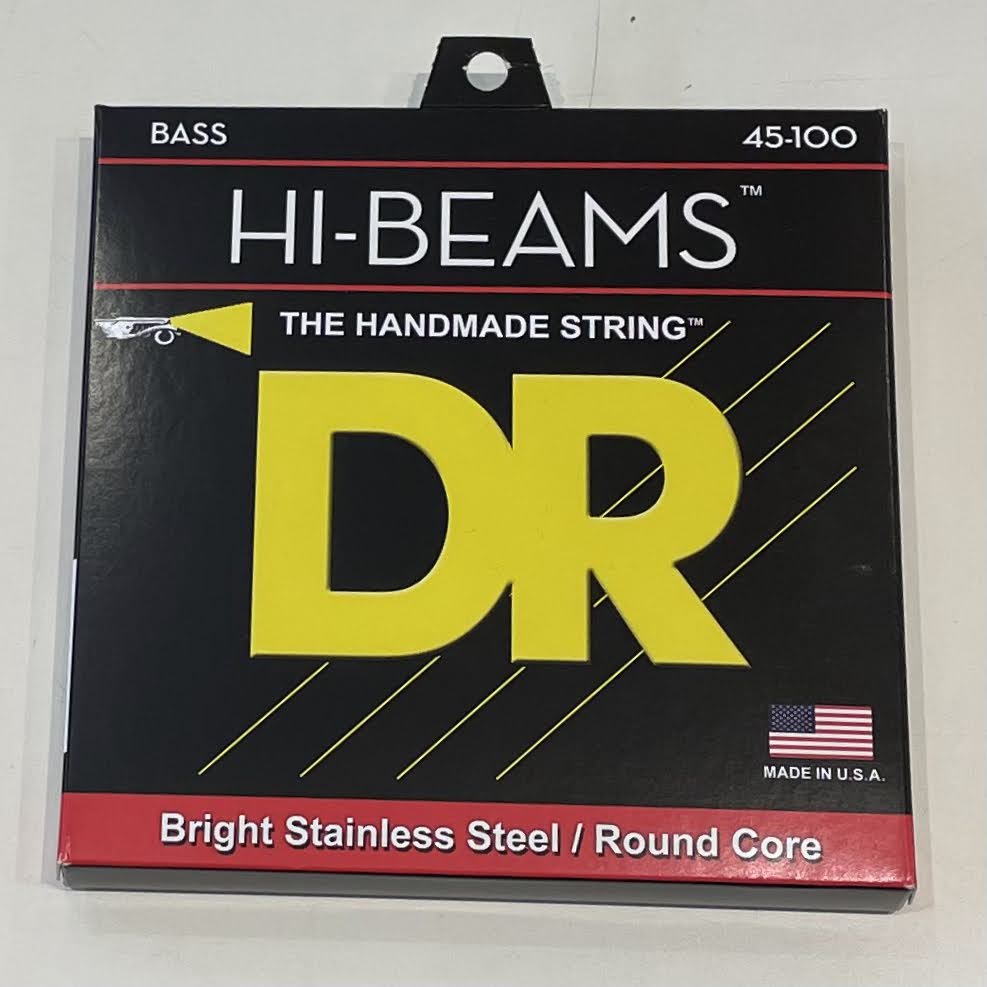 BASS 45-100
HI-BEAMS™
THE HANDMADE STRING™
DR
MADE IN U.S.A.
Bright Stainless Steel / Round Core